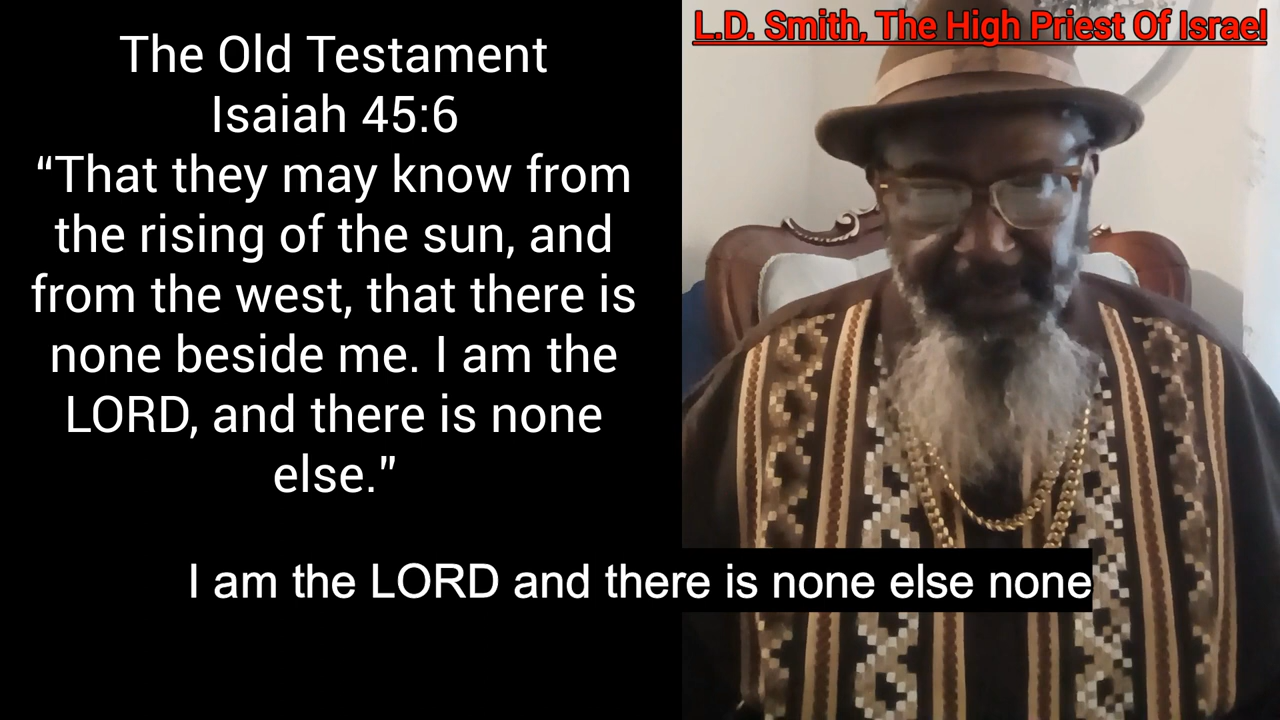 L.D. Smith, The High Priest Of Israel
The Old Testament
Isaiah 45:6
“That they may know from
the rising of the sun, and
from the west, that there is
none beside me. I am the
LORD, and there is none
else.”
I am the LORD and there is none else none